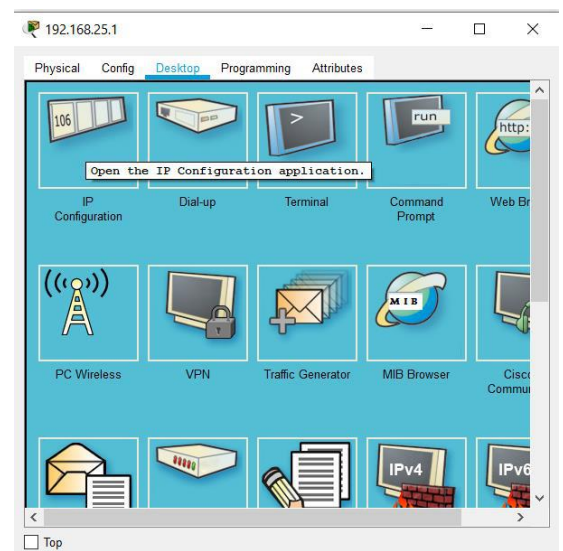 192.168.25.1
Physical Config Desktop Programming Attributes
106
>
run
http:
Open the IP Configuration application.
IP
Configuration
Dial-up
Terminal
Command
Prompt
Web Br
MIB
PC Wireless
VPN
Traffic Generator
MIB Browser
Cisco
Commu
IPv4
IPv6
Top